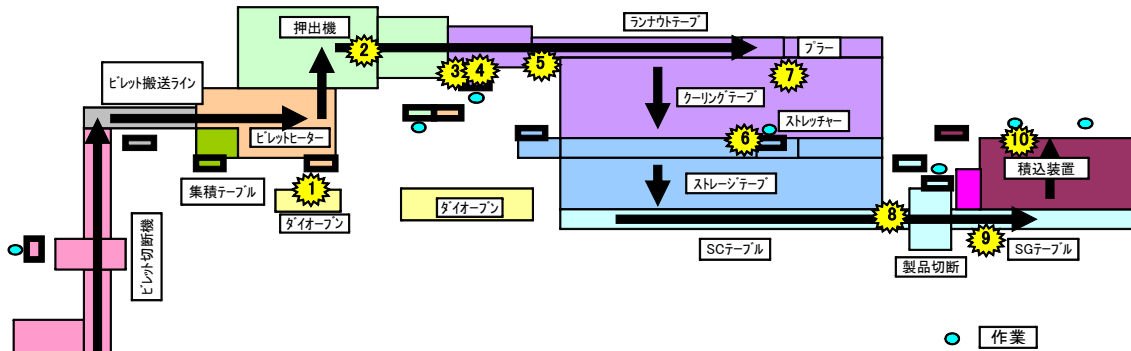 押出機
ランナウトテーブ
プラー
2
3
4
5
7
ビレット搬送ライン
クーリングテーブ
ストレッチャー
6
ビレットヒーター
10
積込装置
集積テーブル
1
ダイオーブン
ダイオーブン
ストレージテーブ
8
9
SCテーブル
SGテーブル
製品切断
ビレット切断機
作業